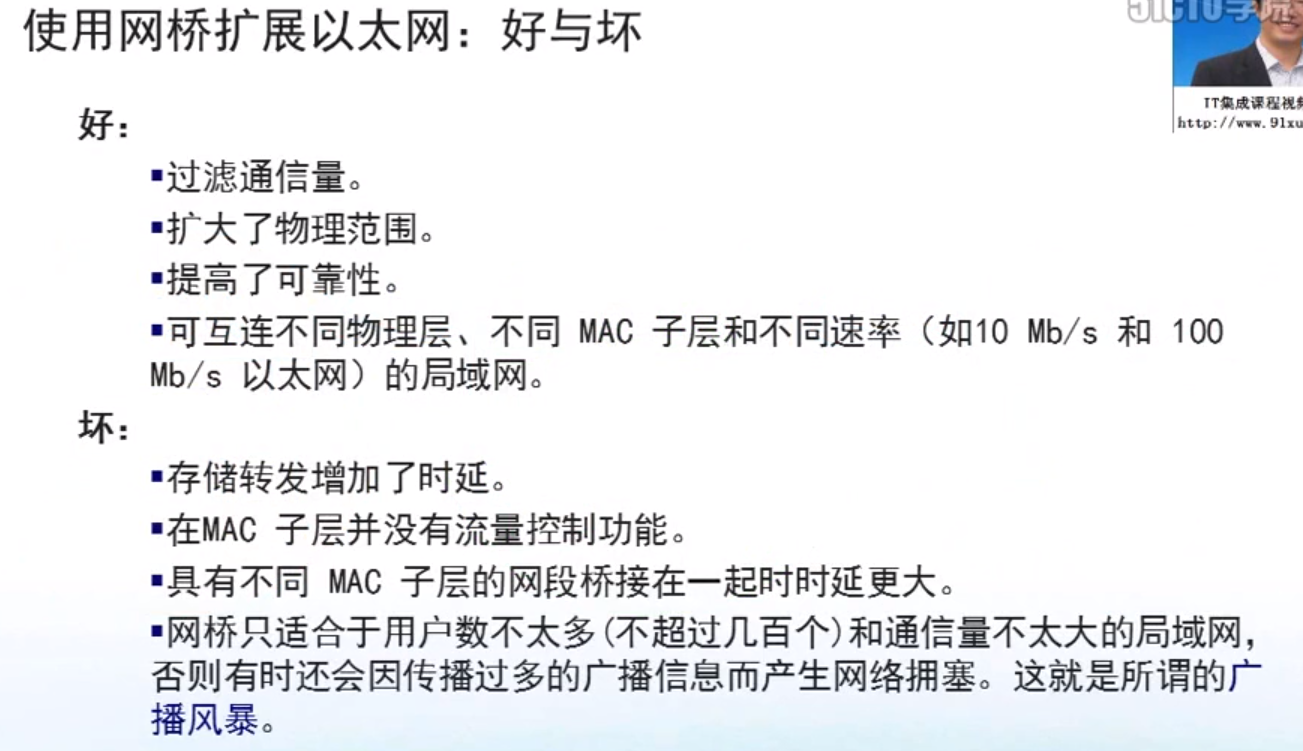 使用网桥扩展以太网：好与坏
51CTO学院
IT集成课程视频
http://www.91xu
好：
▪过滤通信量。
▪扩大了物理范围。
▪提高了可靠性。
▪可互连不同物理层、不同 MAC 子层和不同速率（如10 Mb/s 和 100
Mb/s 以太网）的局域网。
坏：
▪存储转发增加了时延。
▪在MAC 子层并没有流量控制功能。
▪具有不同 MAC 子层的网段桥接在一起时时延更大。
▪网桥只适合于用户数不太多(不超过几百个)和通信量不太大的局域网，
否则有时还会因传播过多的广播信息而产生网络拥塞。这就是所谓的广
播风暴。